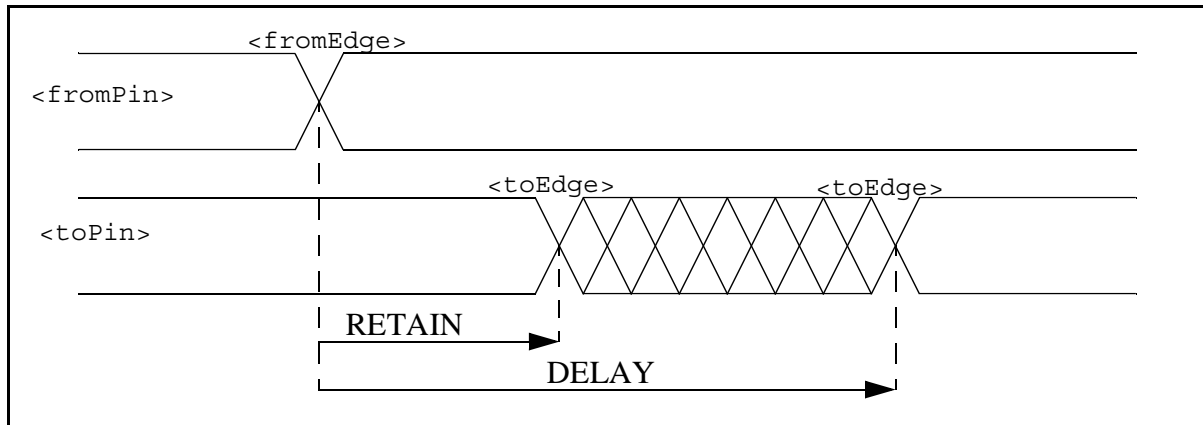 <fromEdge>
<fromPin>
<toEdge> <toEdge>
<toPin>
RETAIN
DELAY